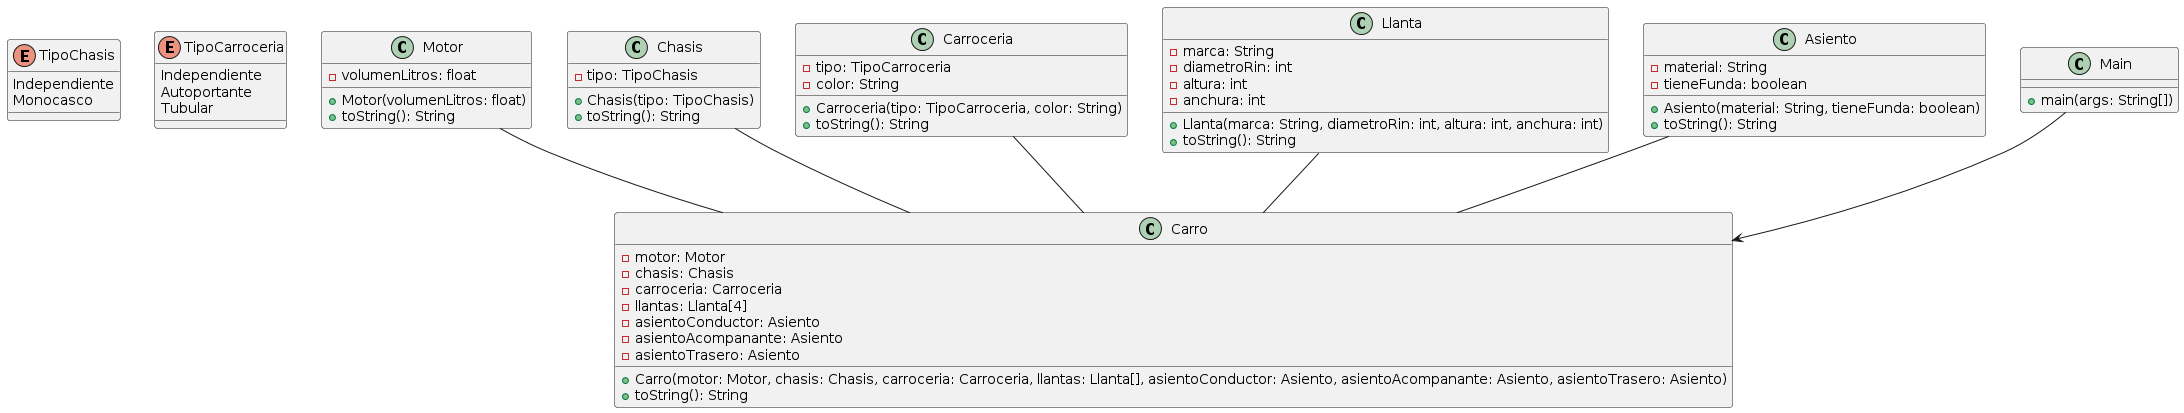 E TipoChasis
Independiente
Monocasco
E TipoCarroceria
Independiente
Autoportante
Tubular
C Motor
volumenLitros: float
Motor(volumenLitros: float)
toString(): String
C Chasis
tipo: TipoChasis
Chasis(tipo: TipoChasis)
toString(): String
C Carroceria
tipo: TipoCarroceria
color: String
Carroceria(tipo: TipoCarroceria, color: String)
toString(): String
C Llanta
marca: String
diametroRin: int
altura: int
anchura: int
Llanta(marca: String, diametroRin: int, altura: int, anchura: int)
toString(): String
C Asiento
material: String
tieneFunda: boolean
Asiento(material: String, tieneFunda: boolean)
toString(): String
C Main
main(args: String[])
C Carro
motor: Motor
chasis: Chasis
carroceria: Carroceria
llantas: Llanta[4]
asientoConductor: Asiento
asientoAcompanante: Asiento
asientoTrasero: Asiento
Carro(motor: Motor, chasis: Chasis, carroceria: Carroceria, llantas: Llanta[], asientoConductor: Asiento, asientoAcompanante: Asiento, asientoTrasero: Asiento)
toString(): String